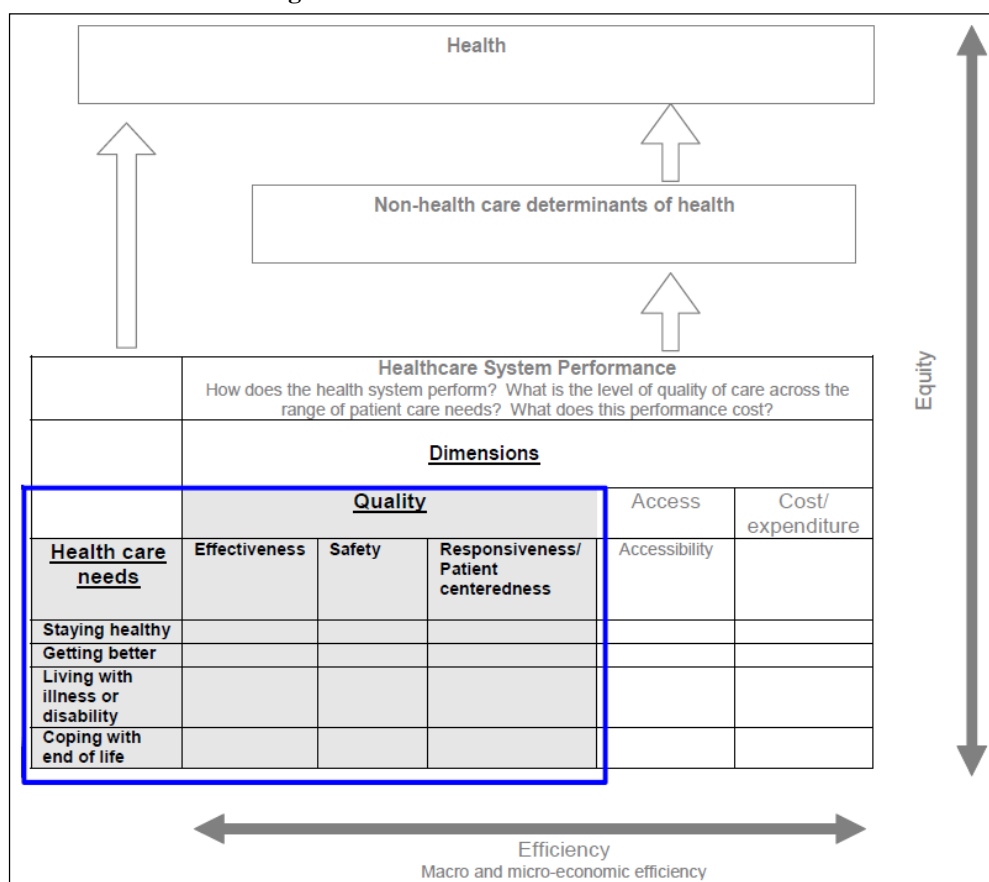 Health
Non-health care determinants of health
Healthcare System Performance
How does the health system perform? What is the level of quality of care across the
range of patient care needs? What does this performance cost?
Dimensions
Quality
Access
Cost/
expenditure
Health care
needs
Effectiveness
Safety
Responsiveness/
Patient
centeredness
Accessibility
Staying healthy
Getting better
Living with
illness or
disability
Coping with
end of life
Equity
Efficiency
Macro and micro-economic efficiency